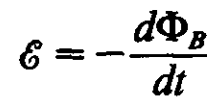 ℰ = − dΦ_B / dt